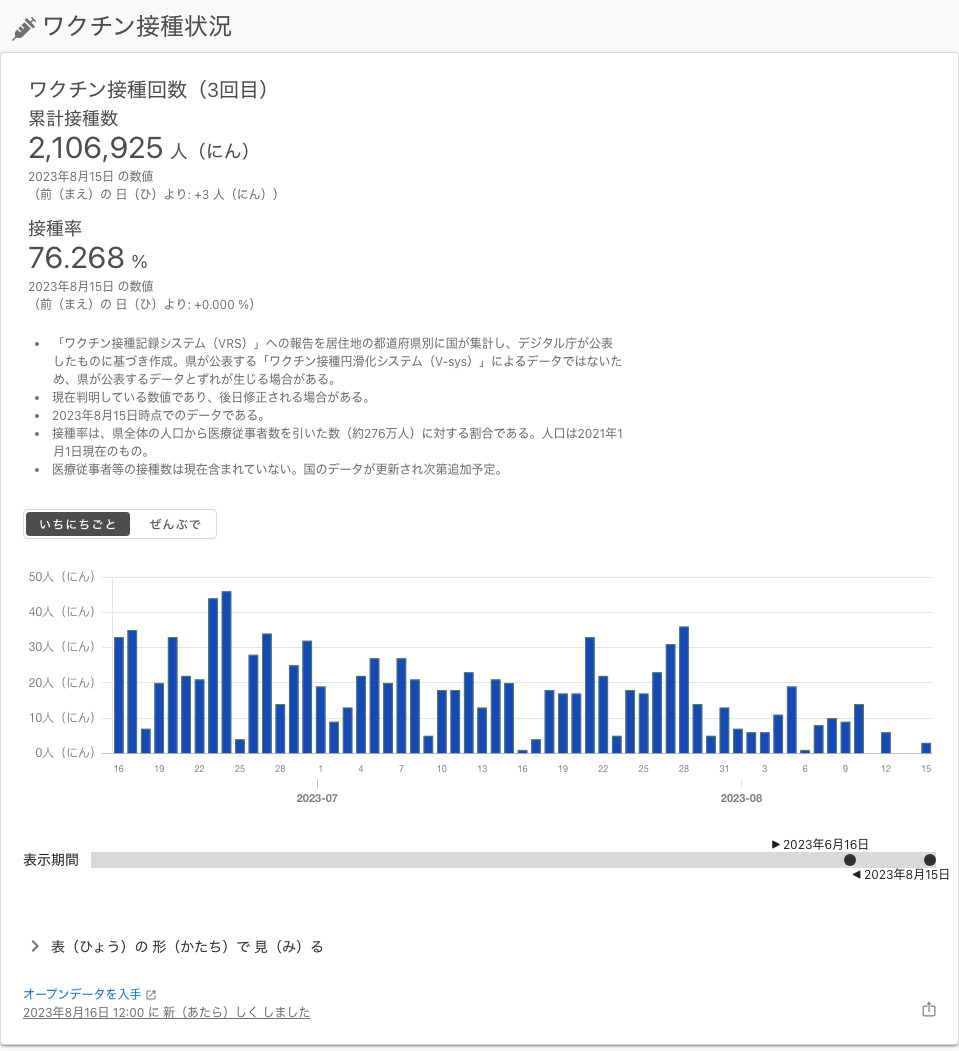 ワクチン接種状況
ワクチン接種回数（3回目）
累計接種数
2,106,925 人（にん）
2023年8月15日 の数値
（前（まえ）の 日（ひ）より: +3 人（にん））
接種率
76.268 %
2023年8月15日 の数値
（前（まえ）の 日（ひ）より: +0.000 %）
• 「ワクチン接種記録システム（VRS）」への報告を居住地の都道府県別に国が集計し、デジタル庁が公表
したものに基づき作成。県が公表する「ワクチン接種円滑化システム（V-sys）」によるデータではないた
め、県が公表するデータとずれが生じる場合がある。
• 現在判明している数値であり、後日修正される場合がある。
• 2023年8月15日時点でのデータである。
• 接種率は、県全体の人口から医療従事者数を引いた数（約276万人）に対する割合である。人口は2021年1
月1日現在のもの。
• 医療従事者等の接種数は現在含まれていない。国のデータが更新され次第追加予定。
いちにちごと ぜんぶで
50人（にん）
40人（にん）
30人（にん）
20人（にん）
10人（にん）
0人（にん）
16 19 22 25 28 1 4 7 10 13 16 19 22 25 28 31 3 6 9 12 15
2023-07 2023-08
▶ 2023年6月16日
表示期間
◀ 2023年8月15日
表（ひょう）の 形（かたち）で 見（み）る
オープンデータを入手
2023年8月16日 12:00 に 新（あたら）しく しました